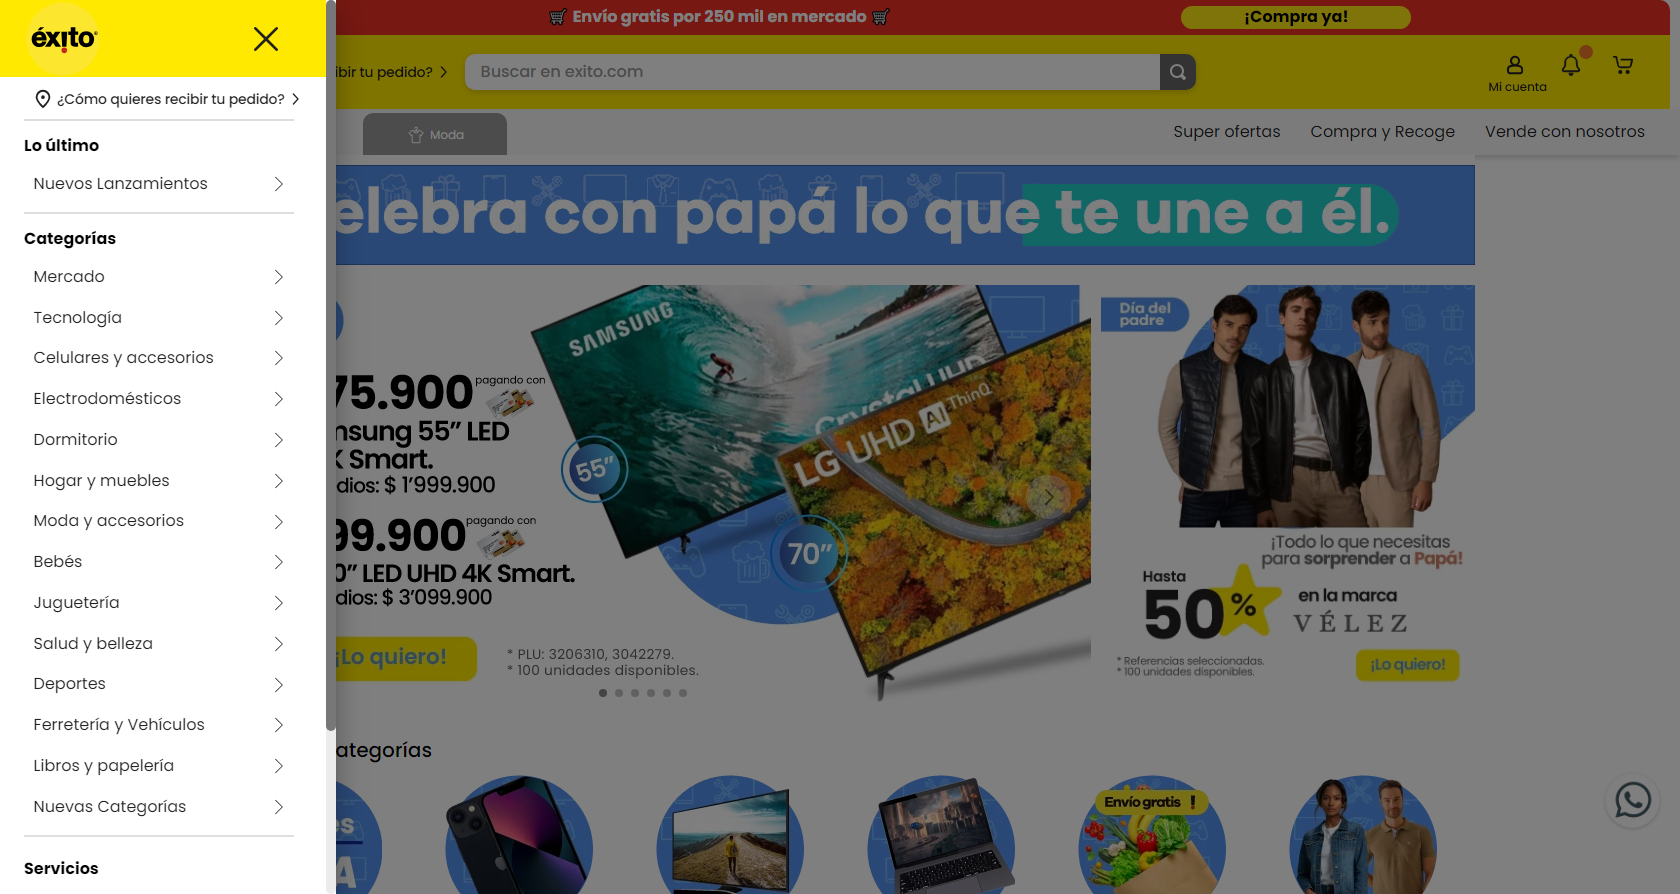 éxito
¿Cómo quieres recibir tu pedido?
Lo último
Nuevos Lanzamientos
Categorías
Mercado
Tecnología
Celulares y accesorios
Electrodomésticos
Dormitorio
Hogar y muebles
Moda y accesorios
Bebés
Juguetería
Salud y belleza
Deportes
Ferretería y Vehículos
Libros y papelería
Nuevas Categorías
Servicios
Envío gratis por 250 mil en mercado
¡Compra ya!
ibir tu pedido?
Buscar en exito.com
Mi cuenta
Moda
Super ofertas
Compra y Recoge
Vende con nosotros
elebra con papá lo que te une a él.
75.900
pagando con
nsung 55” LED
K Smart.
dios: $ 1’999.900
99.900
pagando con
0” LED UHD 4K Smart.
dios: $ 3’099.900
¡Lo quiero!
* PLU: 3206310, 3042279.
* 100 unidades disponibles.
SAMSUNG
Crystal UHD
55”
LG UHD AI ThinQ
70”
Día del
padre
¡Todo lo que necesitas
para sorprender a Papá!
Hasta
50%
en la marca
VÉLEZ
* Referencias seleccionadas.
* 100 unidades disponibles.
¡Lo quiero!
ategorías
es
A
Envío gratis !